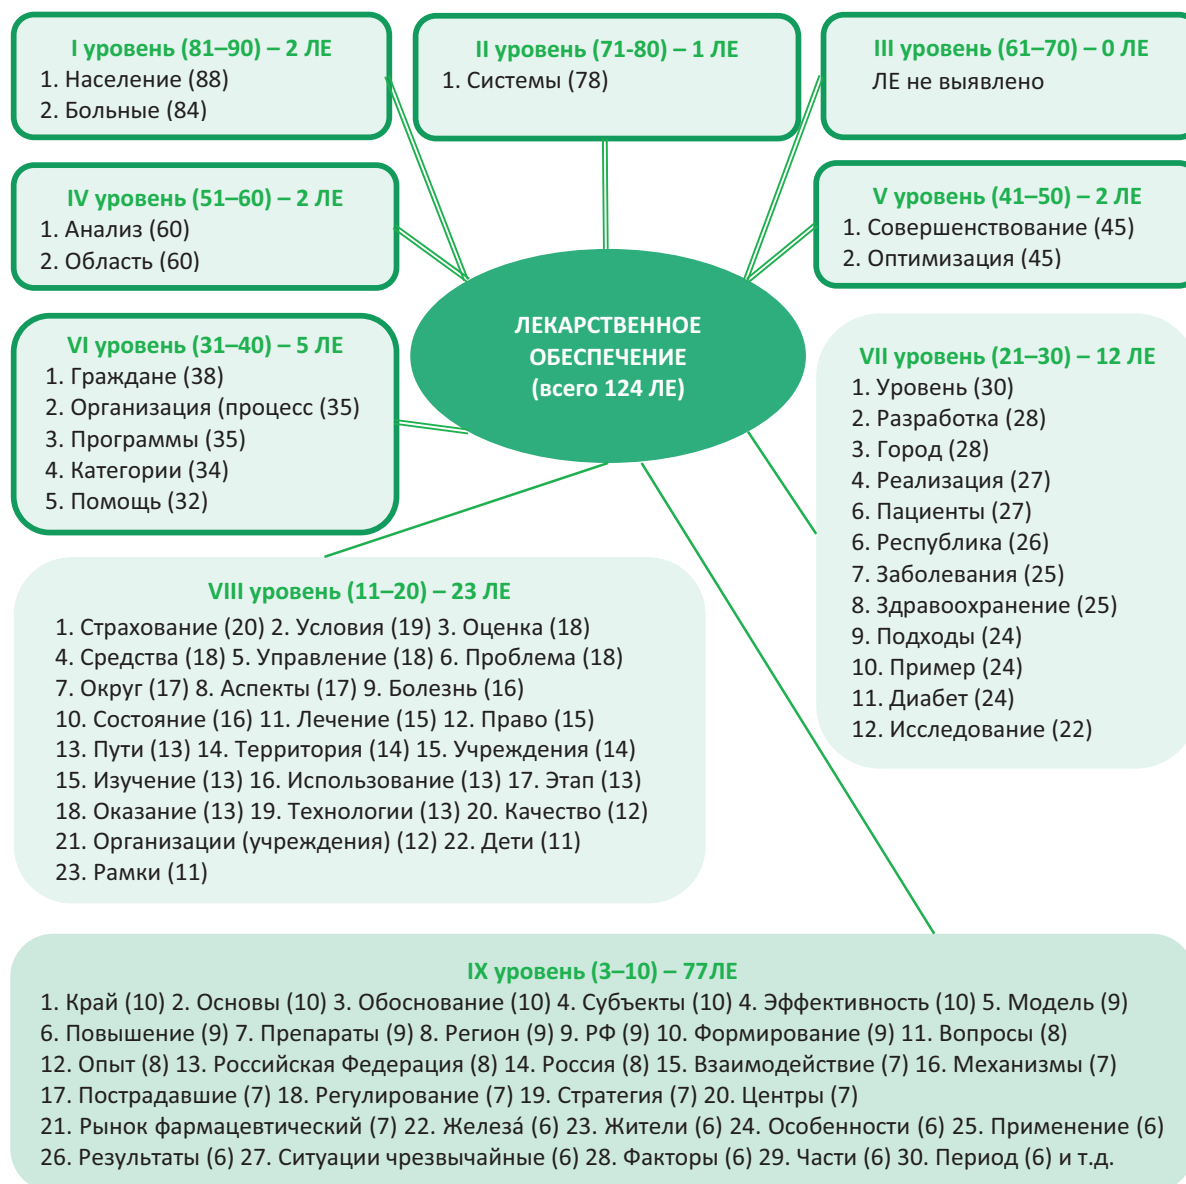 I уровень (81–90) – 2 ЛЕ
1. Население (88)
2. Больные (84)
II уровень (71-80) – 1 ЛЕ
1. Системы (78)
III уровень (61–70) – 0 ЛЕ
ЛЕ не выявлено
IV уровень (51–60) – 2 ЛЕ
1. Анализ (60)
2. Область (60)
V уровень (41–50) – 2 ЛЕ
1. Совершенствование (45)
2. Оптимизация (45)
ЛЕКАРСТВЕННОЕ
ОБЕСПЕЧЕНИЕ
(всего 124 ЛЕ)
VI уровень (31–40) – 5 ЛЕ
1. Граждане (38)
2. Организация (процесс (35)
3. Программы (35)
4. Категории (34)
5. Помощь (32)
VII уровень (21–30) – 12 ЛЕ
1. Уровень (30)
2. Разработка (28)
3. Город (28)
4. Реализация (27)
6. Пациенты (27)
6. Республика (26)
7. Заболевания (25)
8. Здравоохранение (25)
9. Подходы (24)
10. Пример (24)
11. Диабет (24)
12. Исследование (22)
VIII уровень (11–20) – 23 ЛЕ
1. Страхование (20) 2. Условия (19) 3. Оценка (18)
4. Средства (18) 5. Управление (18) 6. Проблема (18)
7. Округ (17) 8. Аспекты (17) 9. Болезнь (16)
10. Состояние (16) 11. Лечение (15) 12. Право (15)
13. Пути (13) 14. Территория (14) 15. Учреждения (14)
15. Изучение (13) 16. Использование (13) 17. Этап (13)
18. Оказание (13) 19. Технологии (13) 20. Качество (12)
21. Организации (учреждения) (12) 22. Дети (11)
23. Рамки (11)
IX уровень (3–10) – 77ЛЕ
1. Край (10) 2. Основы (10) 3. Обоснование (10) 4. Субъекты (10) 4. Эффективность (10) 5. Модель (9)
6. Повышение (9) 7. Препараты (9) 8. Регион (9) 9. РФ (9) 10. Формирование (9) 11. Вопросы (8)
12. Опыт (8) 13. Российская Федерация (8) 14. Россия (8) 15. Взаимодействие (7) 16. Механизмы (7)
17. Пострадавшие (7) 18. Регулирование (7) 19. Стратегия (7) 20. Центры (7)
21. Рынок фармацевтический (7) 22. Железа́ (6) 23. Жители (6) 24. Особенности (6) 25. Применение (6)
26. Результаты (6) 27. Ситуации чрезвычайные (6) 28. Факторы (6) 29. Части (6) 30. Период (6) и т.д.